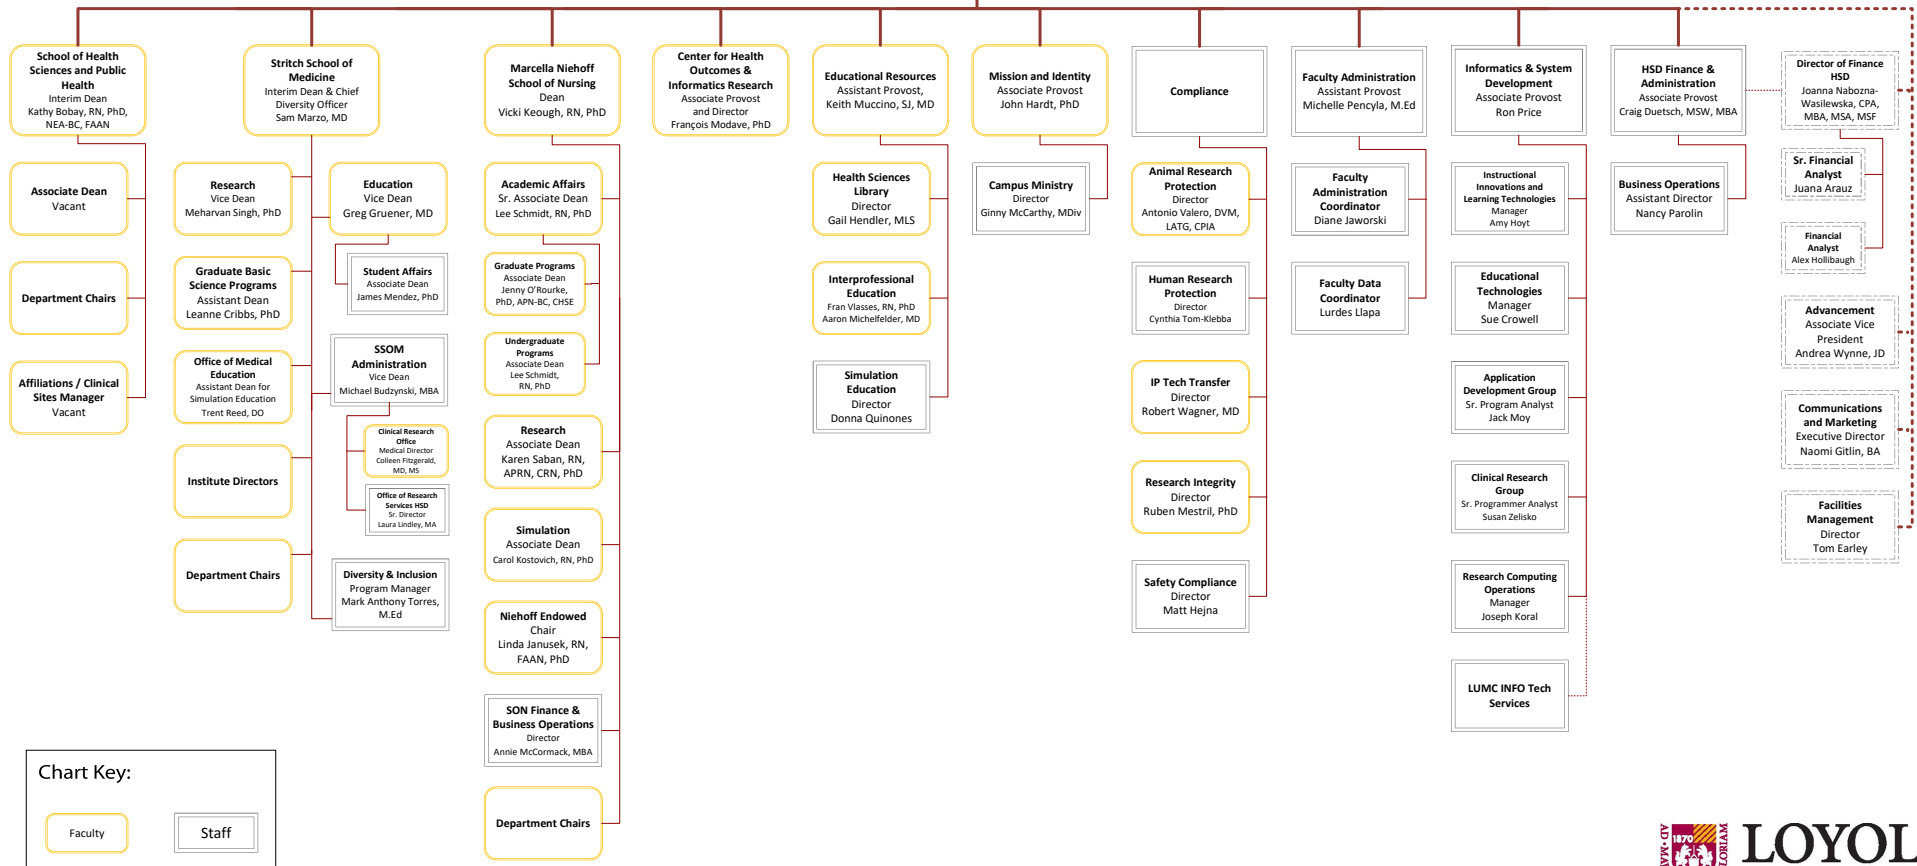 School of Health
Sciences and Public
Health
Interim Dean
Kathy Bobay, RN, PhD,
NEA-BC, FAAN
Associate Dean
Vacant
Department Chairs
Affiliations / Clinical
Sites Manager
Vacant
Stritch School of
Medicine
Interim Dean & Chief
Diversity Officer
Sam Marzo, MD
Research
Vice Dean
Meharvan Singh, PhD
Education
Vice Dean
Greg Gruener, MD
Student Affairs
Associate Dean
James Mendez, PhD
Graduate Basic
Science Programs
Assistant Dean
Leanne Cribbs, PhD
SSOM
Administration
Vice Dean
Michael Budzynski, MBA
Office of Medical
Education
Assistant Dean for
Simulation Education
Trent Reed, DO
Clinical Research
Office
Medical Director
Colleen Fitzgerald,
MD, MS
Institute Directors
Office of Research
Services HSD
Sr. Director
Laura Lindley, MA
Department Chairs
Diversity & Inclusion
Program Manager
Mark Anthony Torres,
M.Ed
Marcella Niehoff
School of Nursing
Dean
Vicki Keough, RN, PhD
Academic Affairs
Sr. Associate Dean
Lee Schmidt, RN, PhD
Graduate Programs
Associate Dean
Jenny O'Rourke,
PhD, APN-BC, CHSE
Undergraduate
Programs
Associate Dean
Lee Schmidt,
RN, PhD
Research
Associate Dean
Karen Saban, RN,
APRN, CRN, PhD
Simulation
Associate Dean
Carol Kostovich, RN, PhD
Niehoff Endowed
Chair
Linda Janusek, RN,
FAAN, PhD
SON Finance &
Business Operations
Director
Annie McCormack, MBA
Department Chairs
Center for Health
Outcomes &
Informatics Research
Associate Provost
and Director
François Modave, PhD
Educational Resources
Assistant Provost,
Keith Muccino, SJ, MD
Health Sciences
Library
Director
Gail Hendler, MLS
Interprofessional
Education
Fran Vlasses, RN, PhD
Aaron Michelfelder, MD
Simulation
Education
Director
Donna Quinones
Mission and Identity
Associate Provost
John Hardt, PhD
Campus Ministry
Director
Ginny McCarthy, MDiv
Compliance
Animal Research
Protection
Director
Antonio Valero, DVM,
LATG, CPIA
Human Research
Protection
Director
Cynthia Tom-Klebba
IP Tech Transfer
Director
Robert Wagner, MD
Research Integrity
Director
Ruben Mestril, PhD
Safety Compliance
Director
Matt Hejna
Faculty Administration
Assistant Provost
Michelle Pencyla, M.Ed
Faculty
Administration
Coordinator
Diane Jaworski
Faculty Data
Coordinator
Lurdes Llapa
Informatics & System
Development
Associate Provost
Ron Price
Instructional
Innovations and
Learning Technologies
Manager
Amy Hoyt
Educational
Technologies
Manager
Sue Crowell
Application
Development Group
Sr. Program Analyst
Jack Moy
Clinical Research
Group
Sr. Programmer Analyst
Susan Zelisko
Research Computing
Operations
Manager
Joseph Koral
LUMC INFO Tech
Services
HSD Finance &
Administration
Associate Provost
Craig Duetsch, MSW, MBA
Business Operations
Assistant Director
Nancy Parolin
Director of Finance
HSD
Joanna Nabozna-
Wasilewska, CPA,
MBA, MSA, MSF
Sr. Financial
Analyst
Juana Arauz
Financial
Analyst
Alex Hollibaugh
Advancement
Associate Vice
President
Andrea Wynne, JD
Communications
and Marketing
Executive Director
Naomi Gitlin, BA
Facilities
Management
Director
Tom Earley
Chart Key:
Faculty
Staff
AD•MA
1870
LORIAM
LOYOL